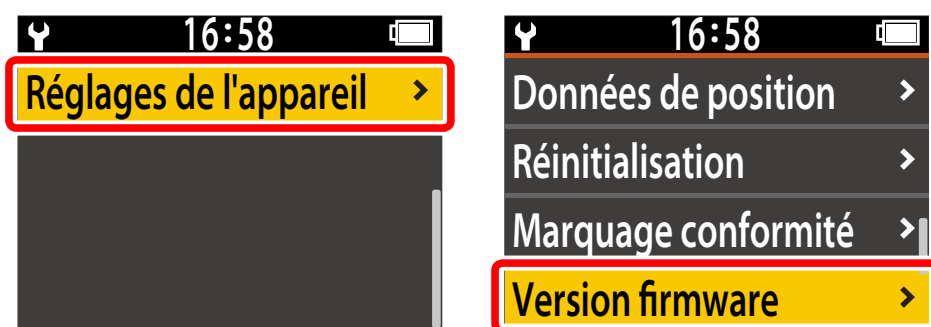 16:58
Réglages de l'appareil
16:58
Données de position
Réinitialisation
Marquage conformité
Version firmware